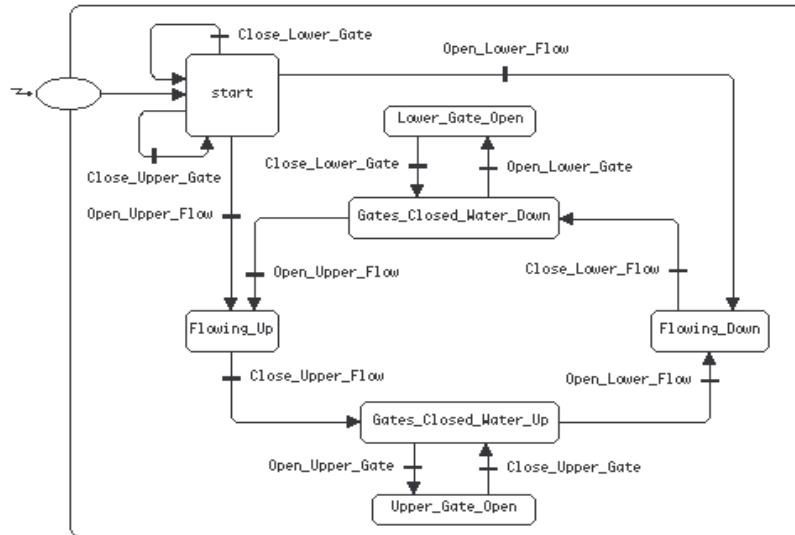 Close_Lower_Gate
Open_Lower_Flow
start
Lower_Gate_Open
Close_Lower_Gate
Open_Lower_Gate
Close_Upper_Gate
Open_Upper_Flow
Gates_Closed_Water_Down
Open_Upper_Flow
Close_Lower_Flow
Flowing_Up
Flowing_Down
Close_Upper_Flow
Open_Lower_Flow
Gates_Closed_Water_Up
Open_Upper_Gate
Close_Upper_Gate
Upper_Gate_Open